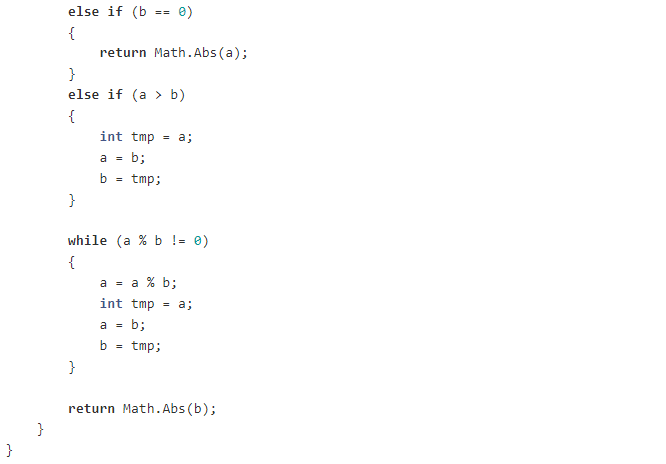 else if (b == 0)
        {
            return Math.Abs(a);
        }
        else if (a > b)
        {
            int tmp = a;
            a = b;
            b = tmp;
        }

        while (a % b != 0)
        {
            a = a % b;
            int tmp = a;
            a = b;
            b = tmp;
        }

        return Math.Abs(b);
    }
}